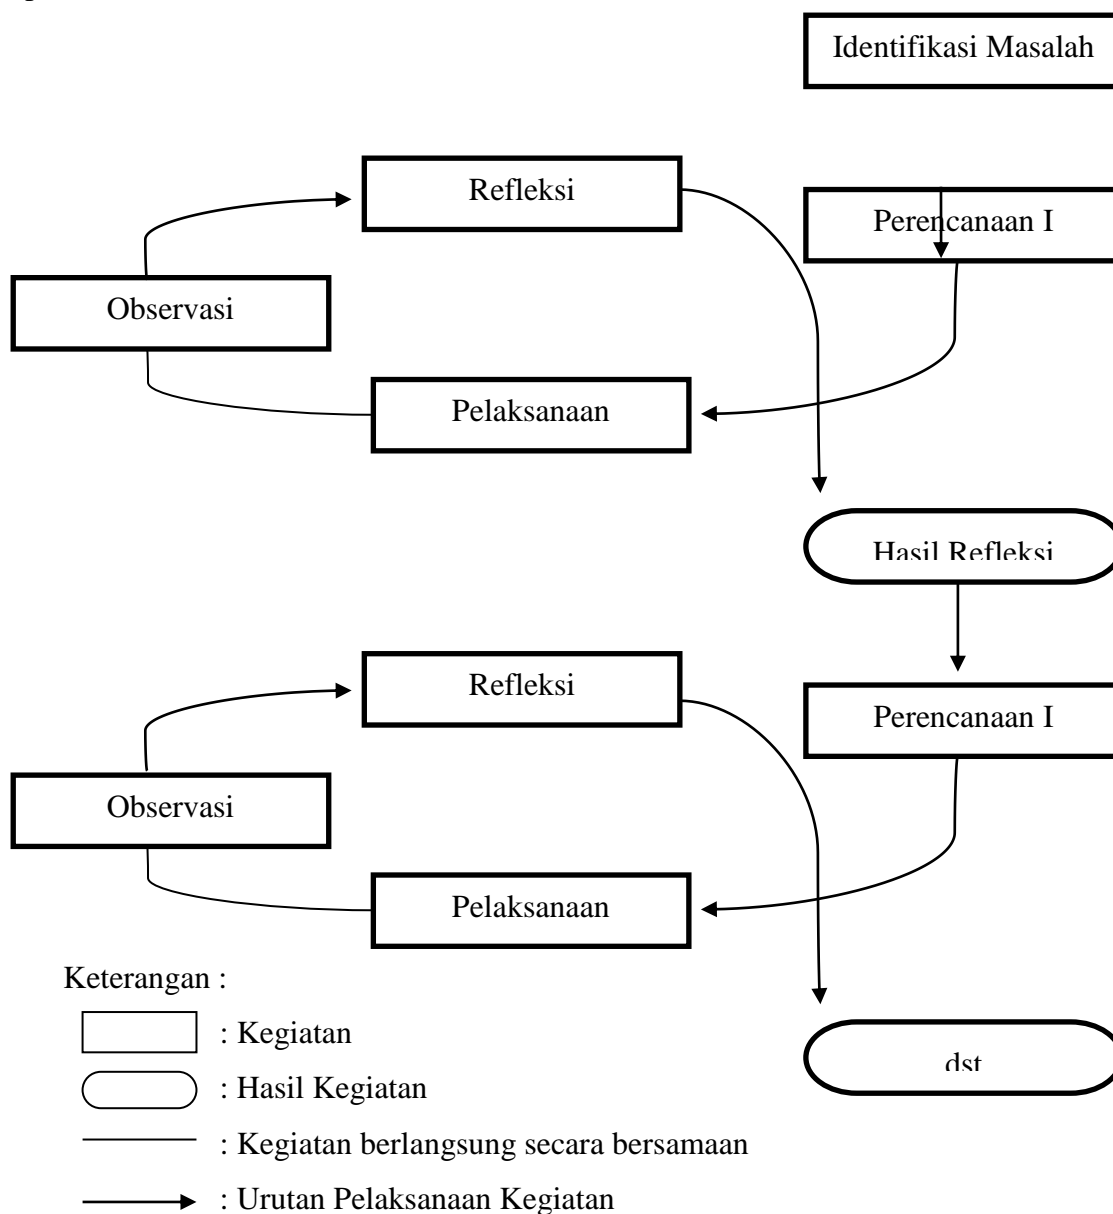 Identifikasi Masalah
Refleksi
Perencanaan I
Observasi
Pelaksanaan
Hasil Refleksi
Refleksi
Perencanaan I
Observasi
Pelaksanaan
Keterangan :
dst
: Kegiatan
: Hasil Kegiatan
: Kegiatan berlangsung secara bersamaan
: Urutan Pelaksanaan Kegiatan